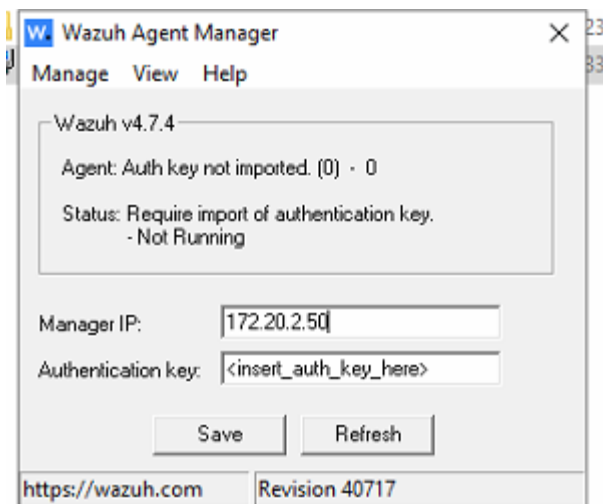 W. Wazuh Agent Manager
Manage View Help
Wazuh v4.7.4
Agent: Auth key not imported. (0) - 0
Status: Require import of authentication key.
- Not Running
Manager IP: 172.20.2.50
Authentication key: <insert_auth_key_here>
Save Refresh
https://wazuh.com Revision 40717